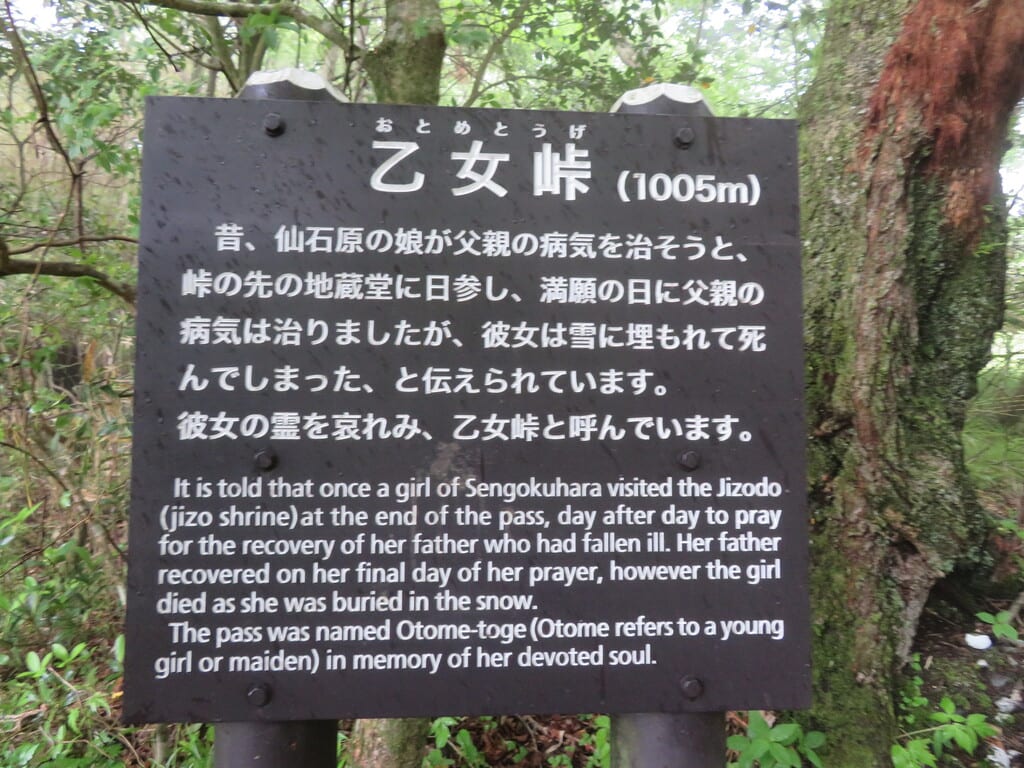 おとめとうげ
乙女峠 (1005m)
昔、仙石原の娘が父親の病気を治そうと、
峠の先の地蔵堂に日参し、満願の日に父親の
病気は治りましたが、彼女は雪に埋もれて死
んでしまった、と伝えられています。
彼女の霊を哀れみ、乙女峠と呼んでいます。
It is told that once a girl of Sengokuhara visited the Jizodo
(jizo shrine) at the end of the pass, day after day to pray
for the recovery of her father who had fallen ill. Her father
recovered on her final day of her prayer, however the girl
died as she was buried in the snow.
The pass was named Otome-toge (Otome refers to a young
girl or maiden) in memory of her devoted soul.